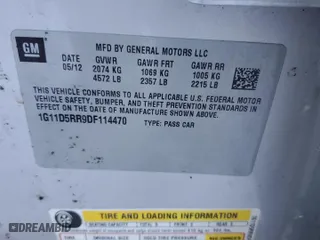 GM
MFD BY GENERAL MOTORS LLC
DATE GVWR GAWR FRT GAWR RR
05/12 2074 KG 1069 KG 1005 KG
4572 LB 2357 LB 2215 LB
THIS VEHICLE CONFORMS TO ALL APPLICABLE U.S. FEDERAL MOTOR VEHICLE
SAFETY, BUMPER, AND THEFT PREVENTION STANDARDS IN EFFECT ON THE DATE OF
MANUFACTURE SHOWN ABOVE.
1G11D5RR9DF114470 TYPE: PASS CAR
TIRE AND LOADING INFORMATION
SEATING CAPACITY
DREAMBID